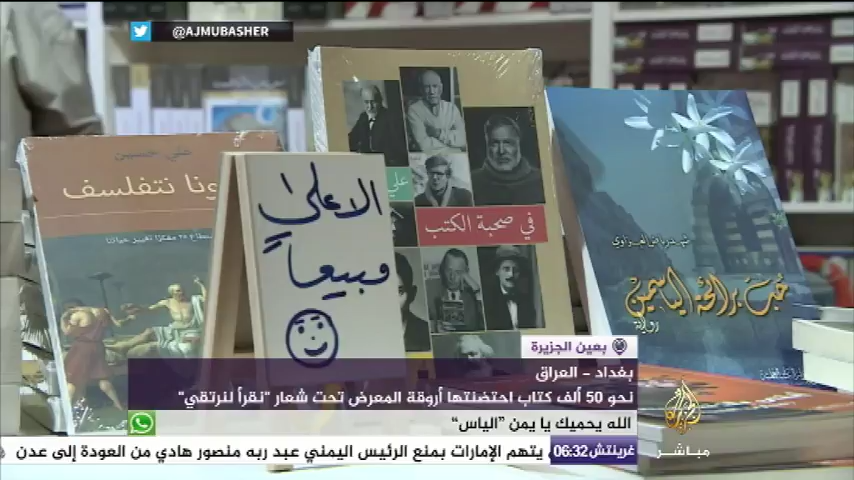 @AJMUBASHER
علي حسين
ونا نتفلسف
الاعلى
مبيعاً
علي
في صحبة الكتب
حب برائحة الياسمين
رواية
بعين الجزيرة
بغداد - العراق
نحو 50 ألف كتاب احتضنتها أروقة المعرض تحت شعار "نقرأ لنرتقي"
الله يحميك يا يمن "الياس"
مباشر
غرينتش 06:32
يتهم الإمارات بمنع الرئيس اليمني عبد ربه منصور هادي من العودة إلى عدن